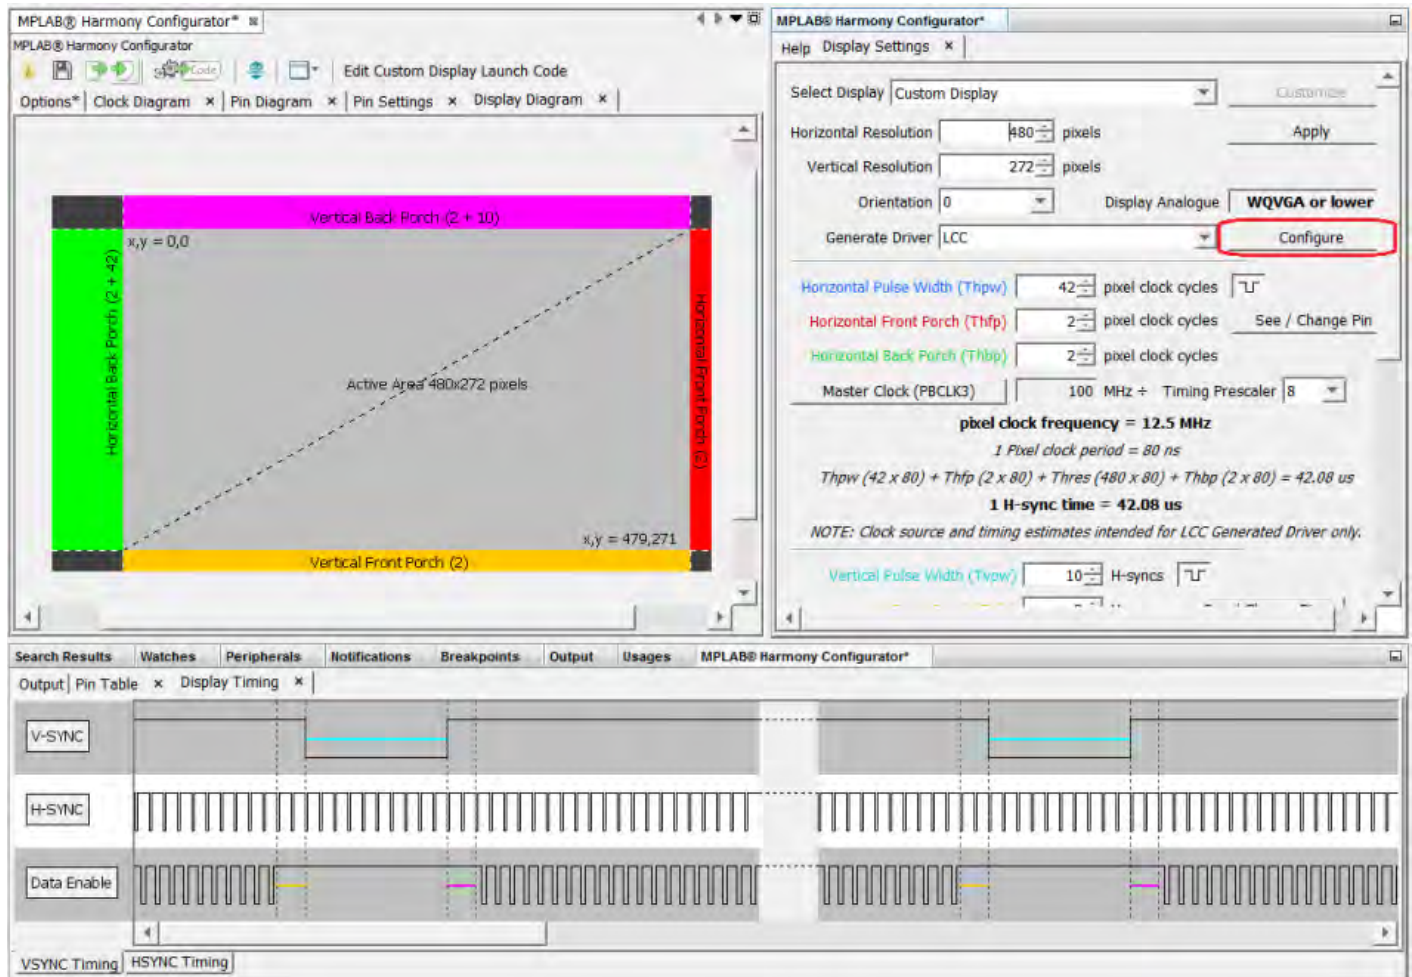 MPLAB® Harmony Configurator*
MPLAB® Harmony Configurator
Code
Edit Custom Display Launch Code
Options* Clock Diagram × Pin Diagram × Pin Settings × Display Diagram ×
Vertical Back Porch (2 + 10)
x,y = 0,0
Horizontal Back Porch (2 + 42)
Active Area 480x272 pixels
Horizontal Front Porch (2)
x,y = 479,271
Vertical Front Porch (2)
MPLAB® Harmony Configurator*
Help Display Settings ×
Select Display Custom Display Customize
Horizontal Resolution 480 pixels Apply
Vertical Resolution 272 pixels
Orientation 0 Display Analogue WQVGA or lower
Generate Driver LCC Configure
Horizontal Pulse Width (Thpw) 42 pixel clock cycles
Horizontal Front Porch (Thfp) 2 pixel clock cycles See / Change Pin
Horizontal Back Porch (Thbp) 2 pixel clock cycles
Master Clock (PBCLK3) 100 MHz ÷ Timing Prescaler 8
pixel clock frequency = 12.5 MHz
1 Pixel clock period = 80 ns
Thpw (42 x 80) + Thfp (2 x 80) + Thres (480 x 80) + Thbp (2 x 80) = 42.08 us
1 H-sync time = 42.08 us
NOTE: Clock source and timing estimates intended for LCC Generated Driver only.
Vertical Pulse Width (Tvpw) 10 H-syncs
Search Results Watches Peripherals Notifications Breakpoints Output Usages MPLAB® Harmony Configurator*
Output Pin Table × Display Timing ×
V-SYNC
H-SYNC
Data Enable
VSYNC Timing HSYNC Timing